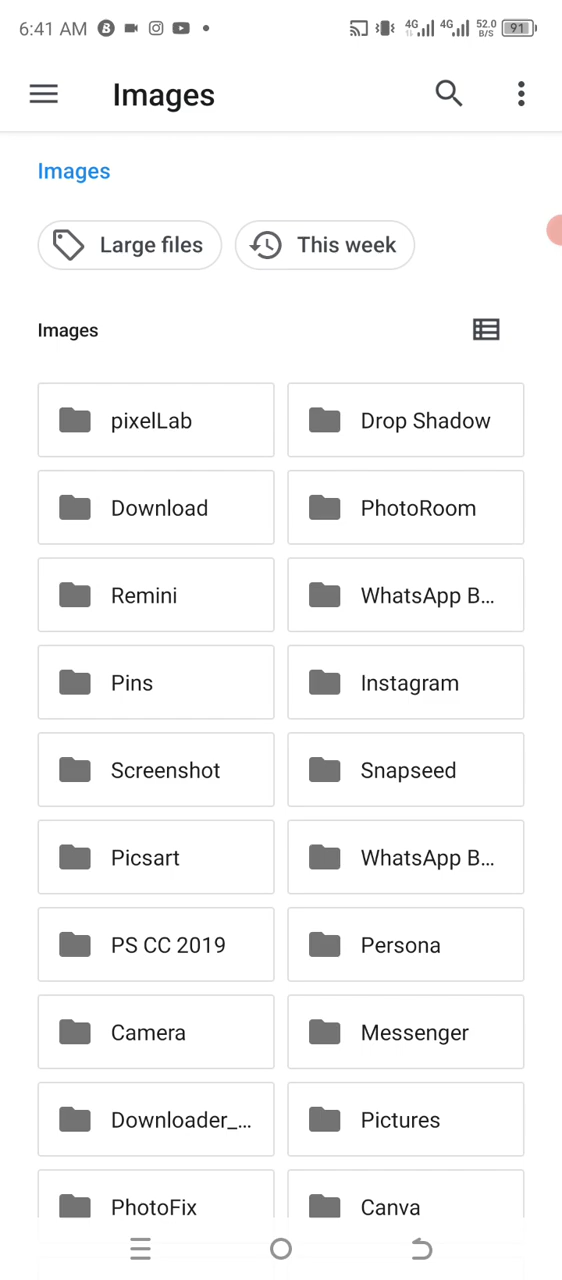 6:41 AM 4G 4G 52.0 B/S 91
Images
Images
Large files This week
Images
pixelLab Drop Shadow
Download PhotoRoom
Remini WhatsApp B...
Pins Instagram
Screenshot Snapseed
Picsart WhatsApp B...
PS CC 2019 Persona
Camera Messenger
Downloader_... Pictures
PhotoFix Canva